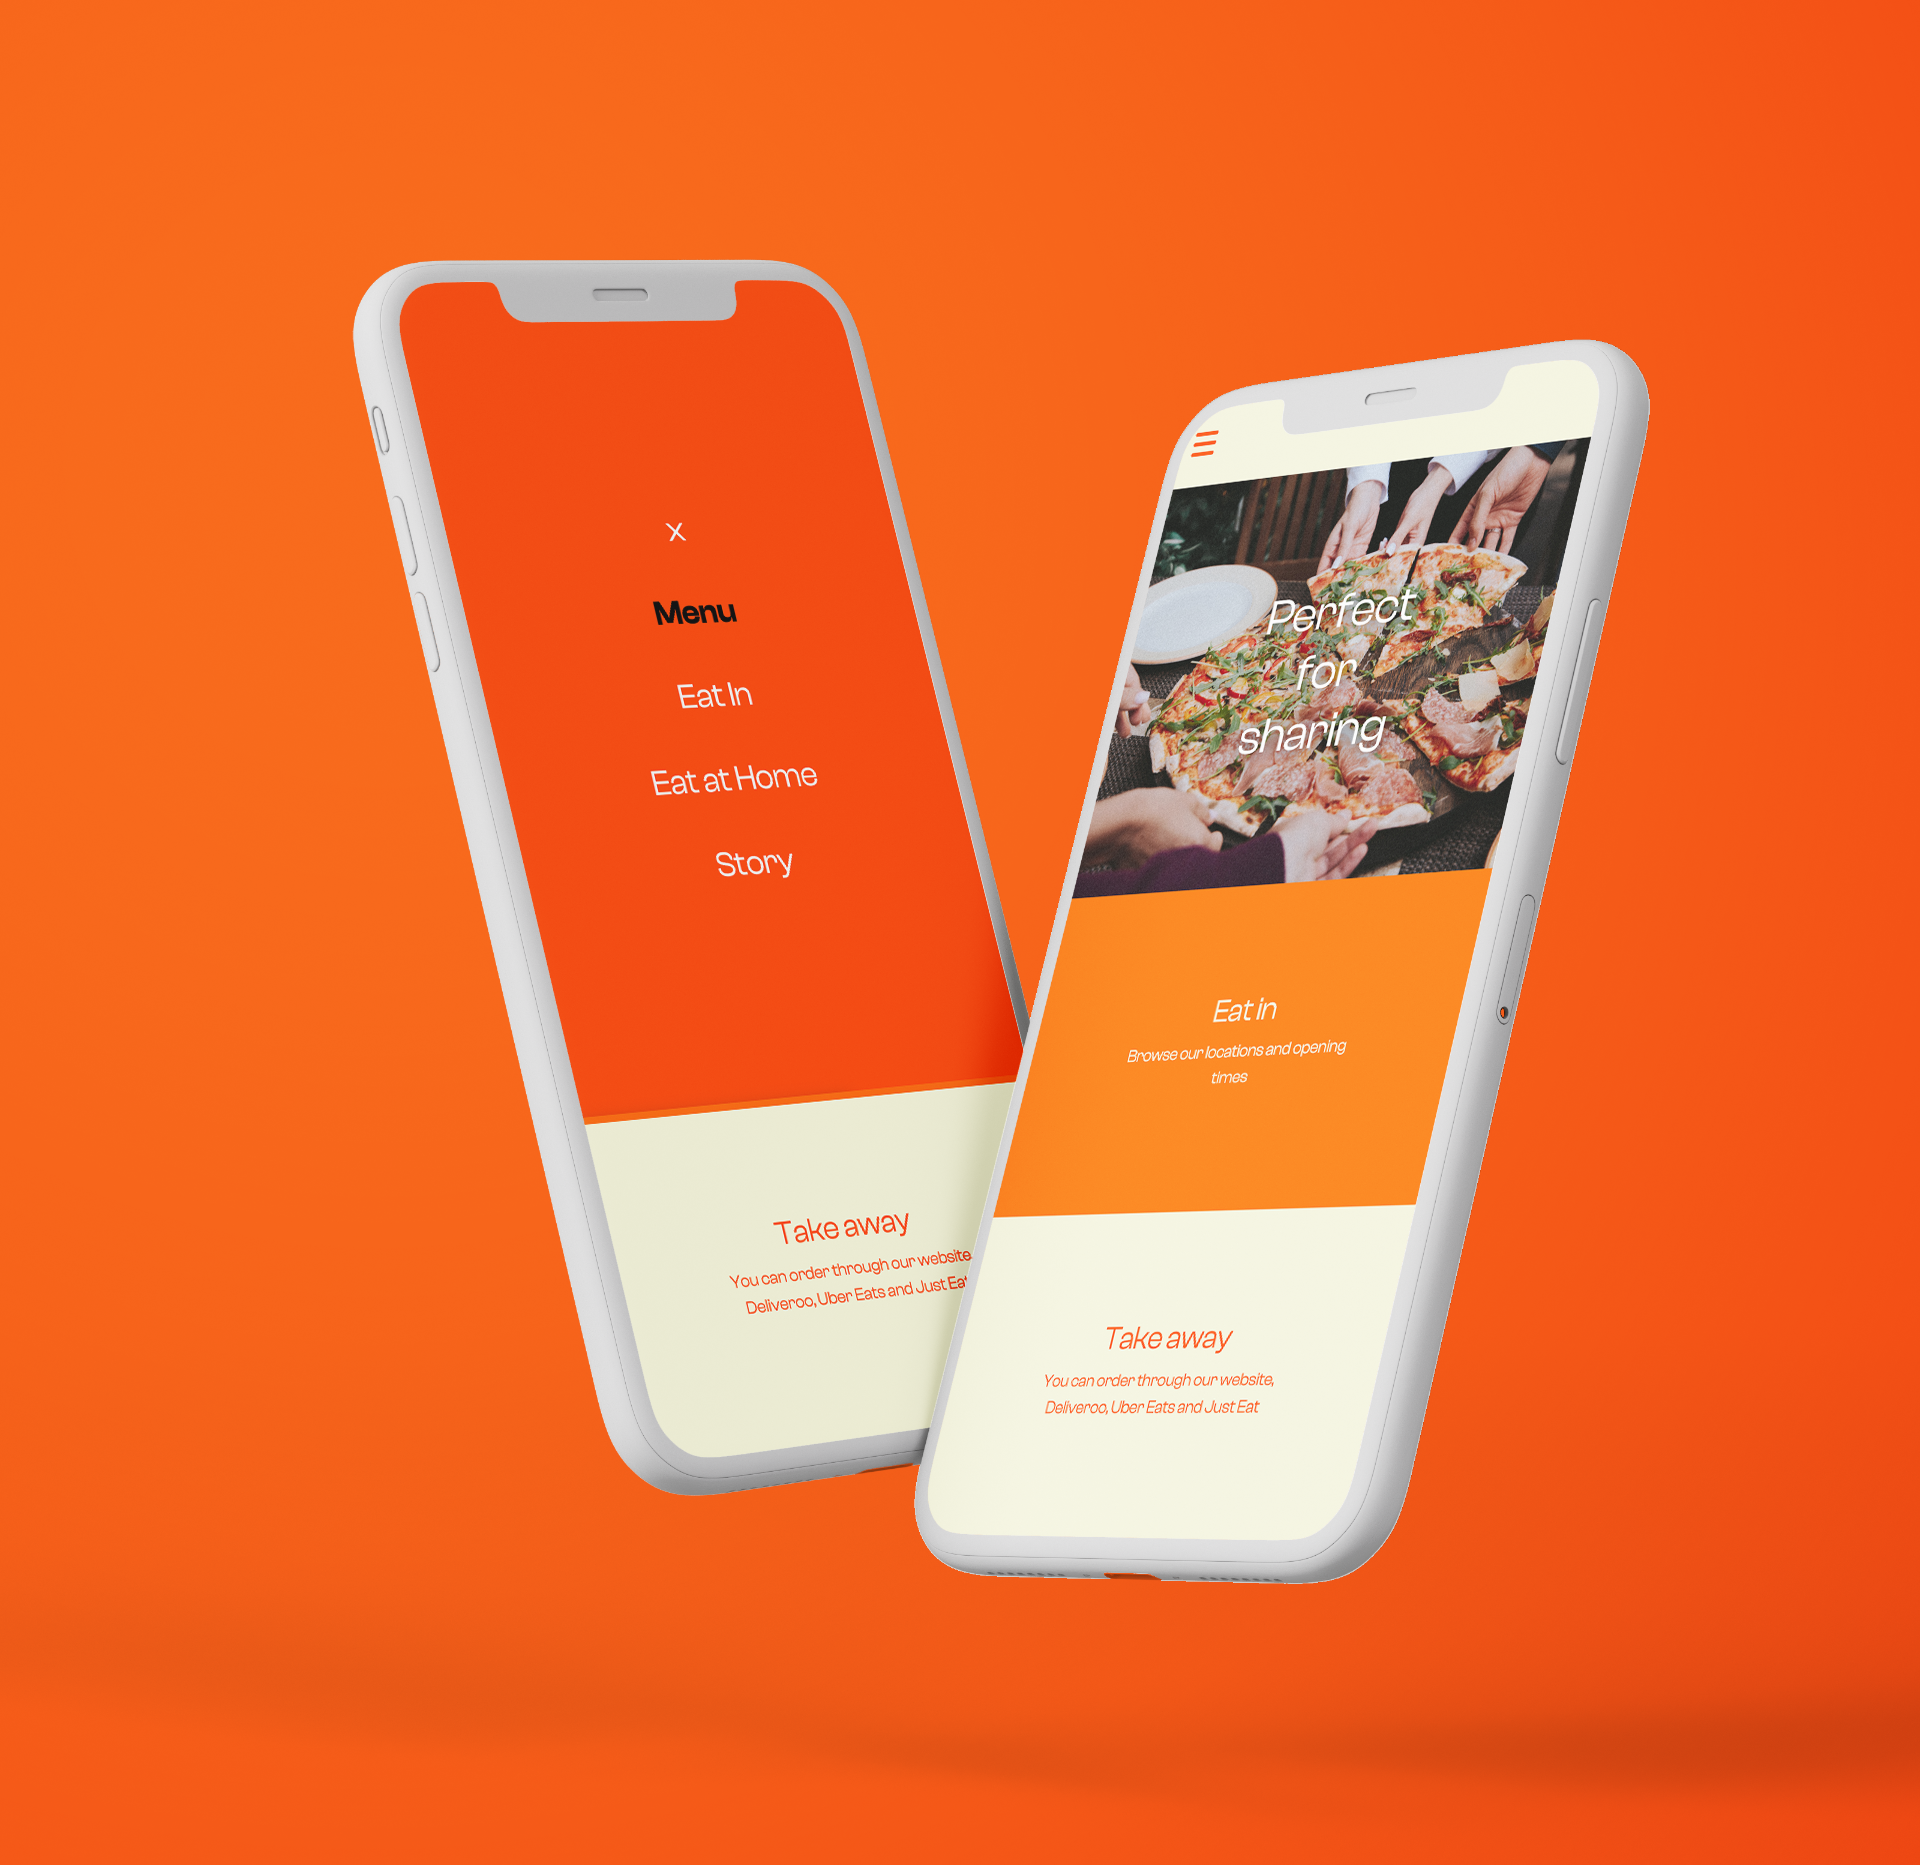 x
Menu
Eat In
Eat at Home
Story
Take away
You can order through our website
Deliveroo, Uber Eats and Just Eat
Perfect
for
sharing
Eat in
Browse our locations and opening
times
Take away
You can order through our website,
Deliveroo, Uber Eats and Just Eat